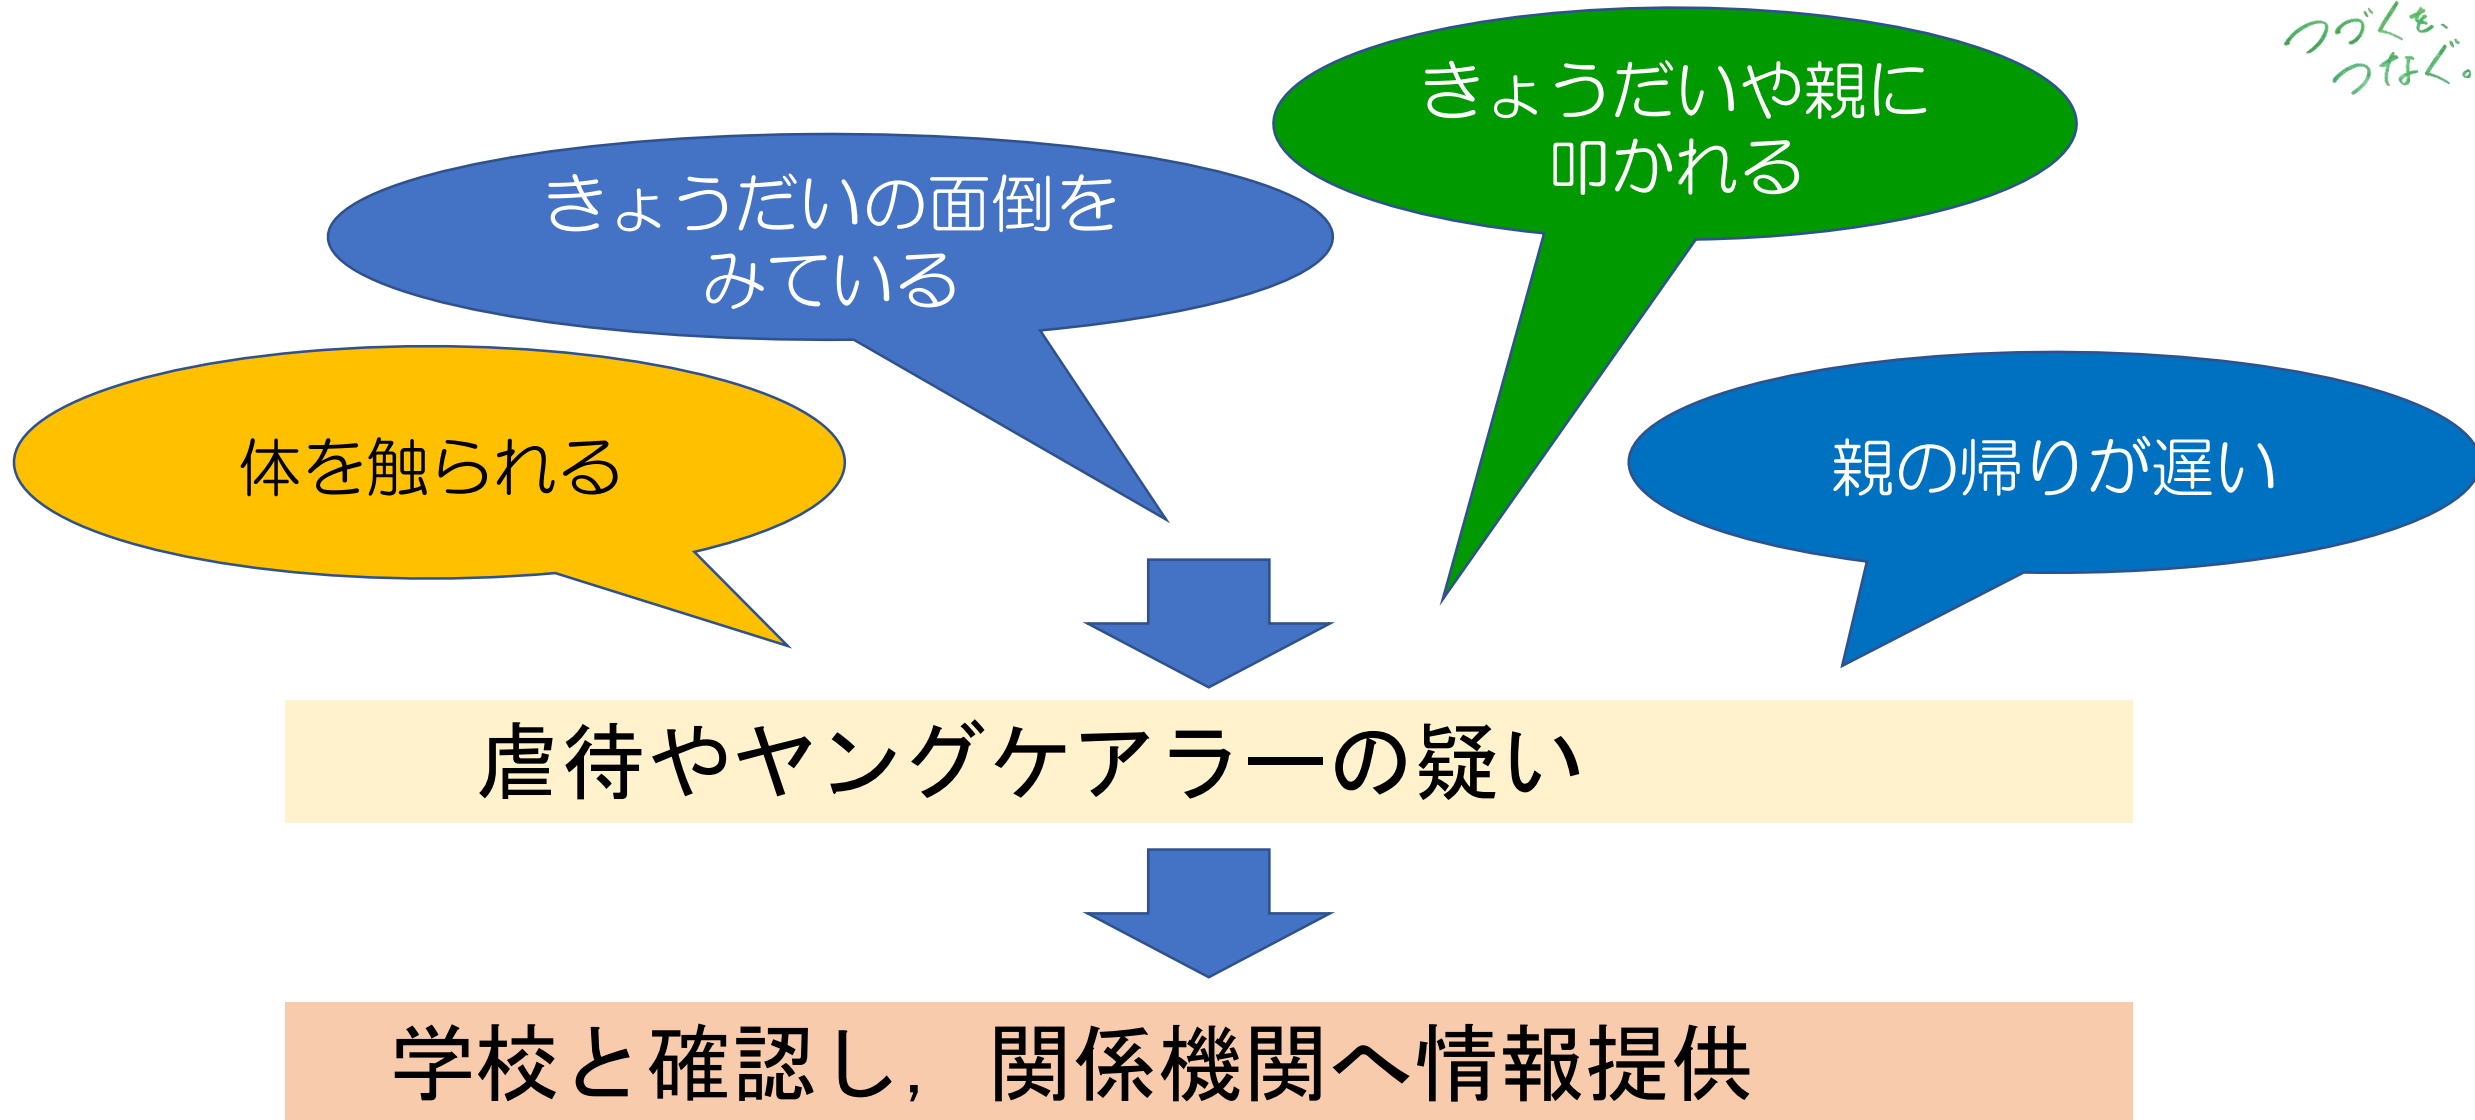 つづくを、
つなぐ。
きょうだいや親に
叩かれる
きょうだいの面倒を
みている
体を触られる
親の帰りが遅い
虐待やヤングケアラーの疑い
学校と確認し，関係機関へ情報提供